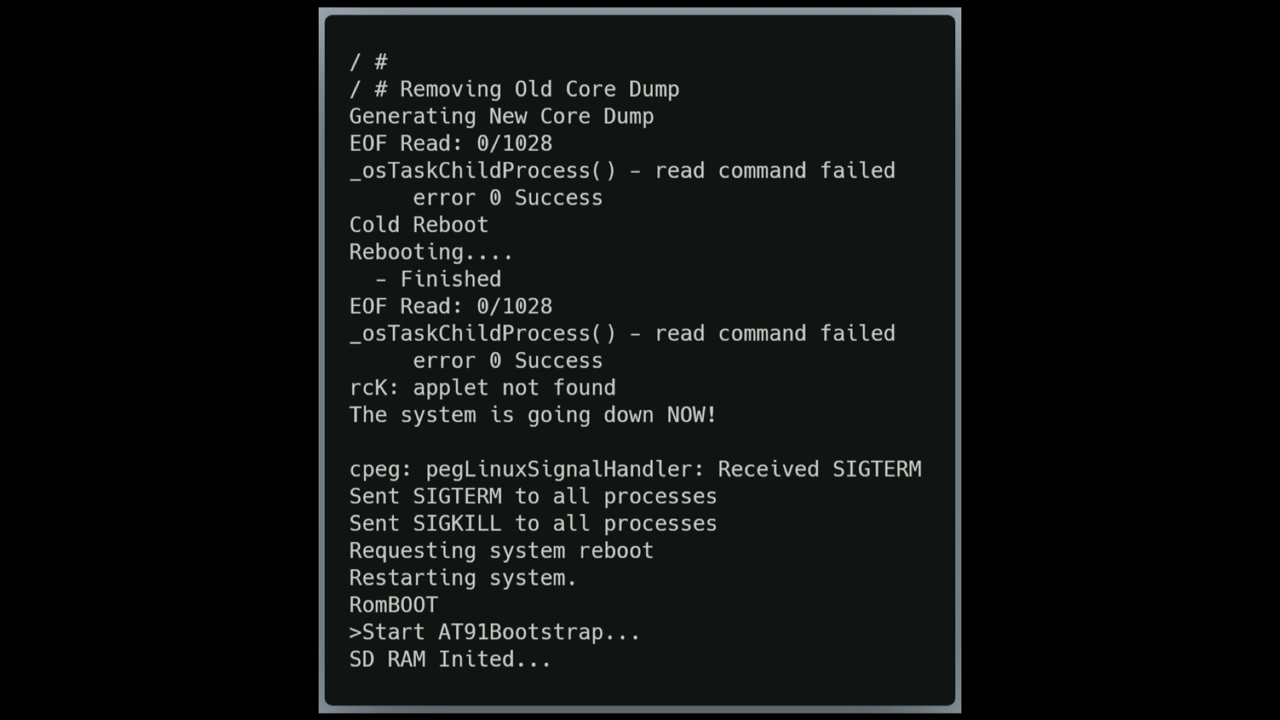 / #
/ # Removing Old Core Dump
Generating New Core Dump
EOF Read: 0/1028
_osTaskChildProcess() - read command failed
error 0 Success
Cold Reboot
Rebooting....
- Finished
EOF Read: 0/1028
_osTaskChildProcess() - read command failed
error 0 Success
rcK: applet not found
The system is going down NOW!
cpeg: pegLinuxSignalHandler: Received SIGTERM
Sent SIGTERM to all processes
Sent SIGKILL to all processes
Requesting system reboot
Restarting system.
RomBOOT
>Start AT91Bootstrap...
SD RAM Inited...